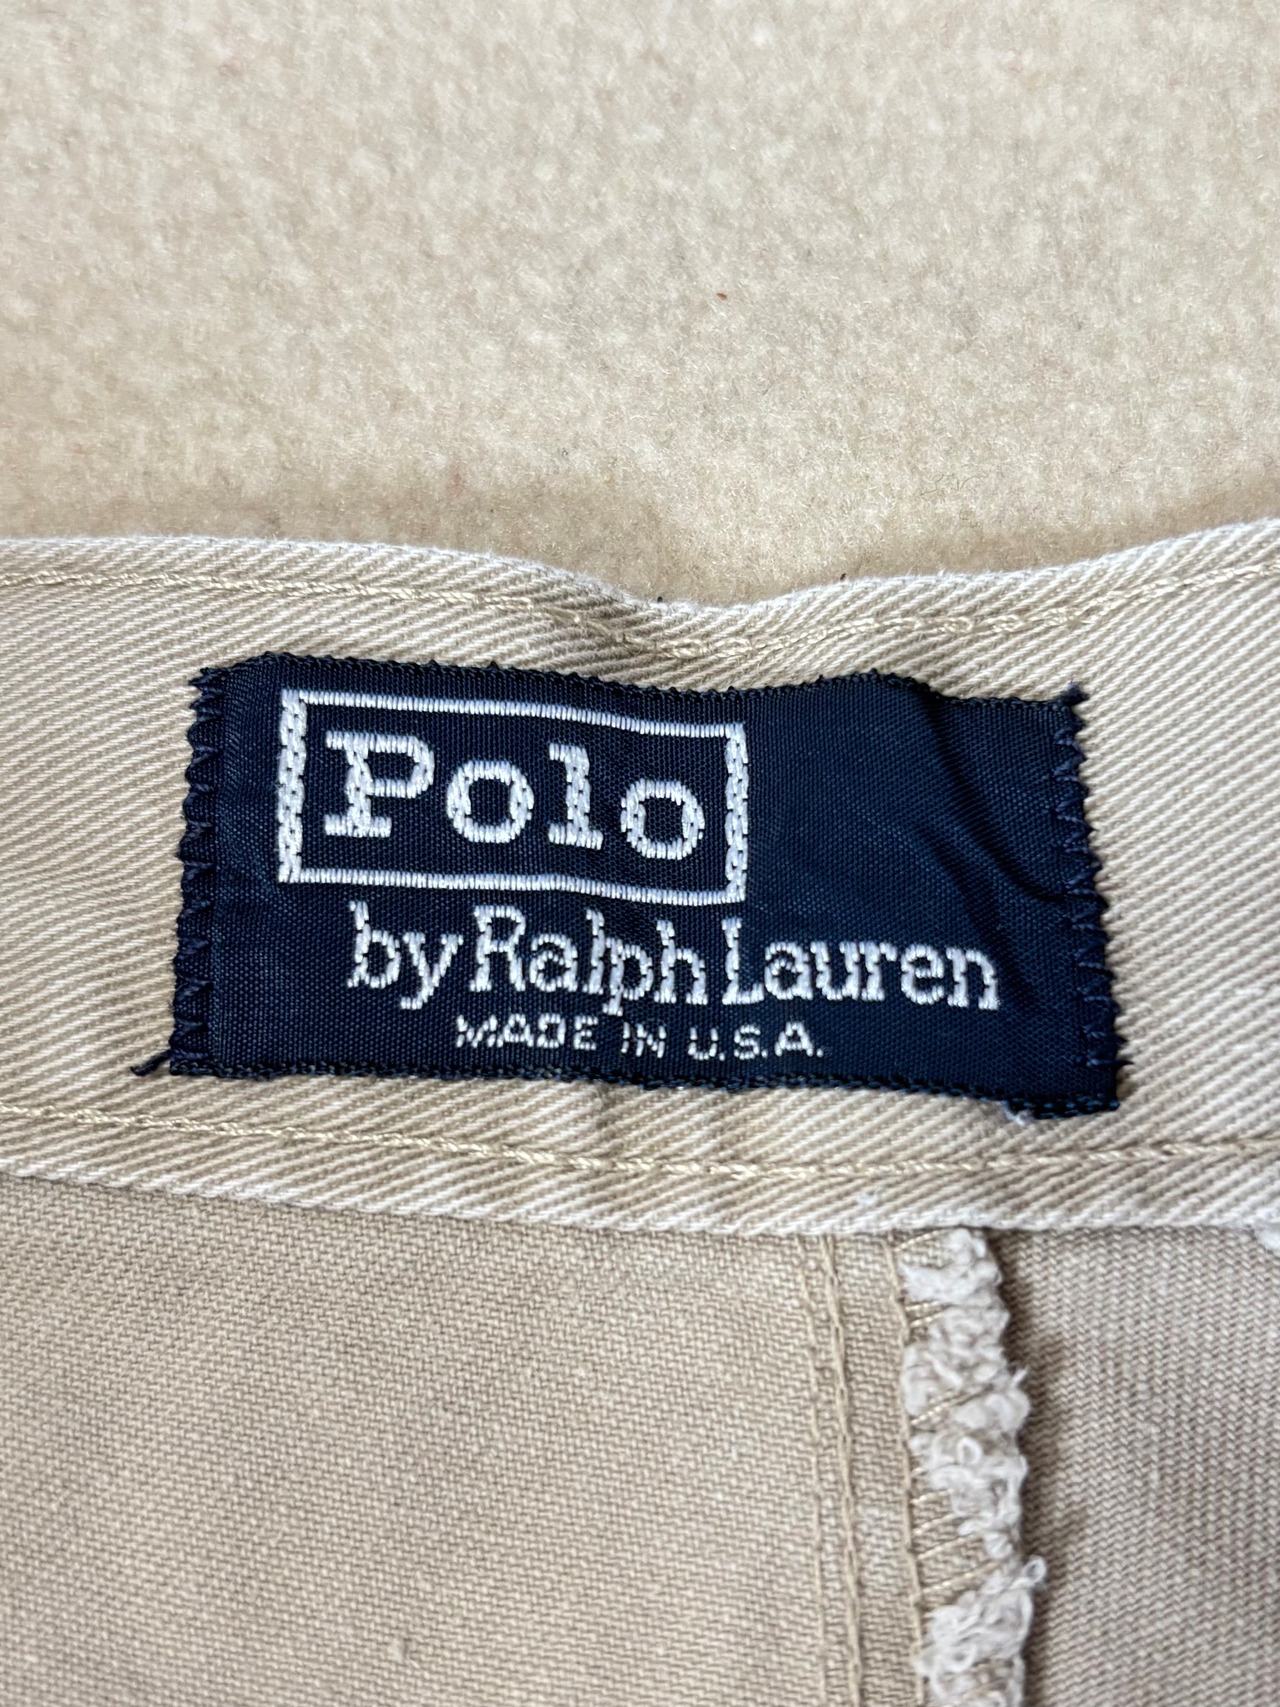 Polo
by Ralph Lauren
MADE IN U.S.A.